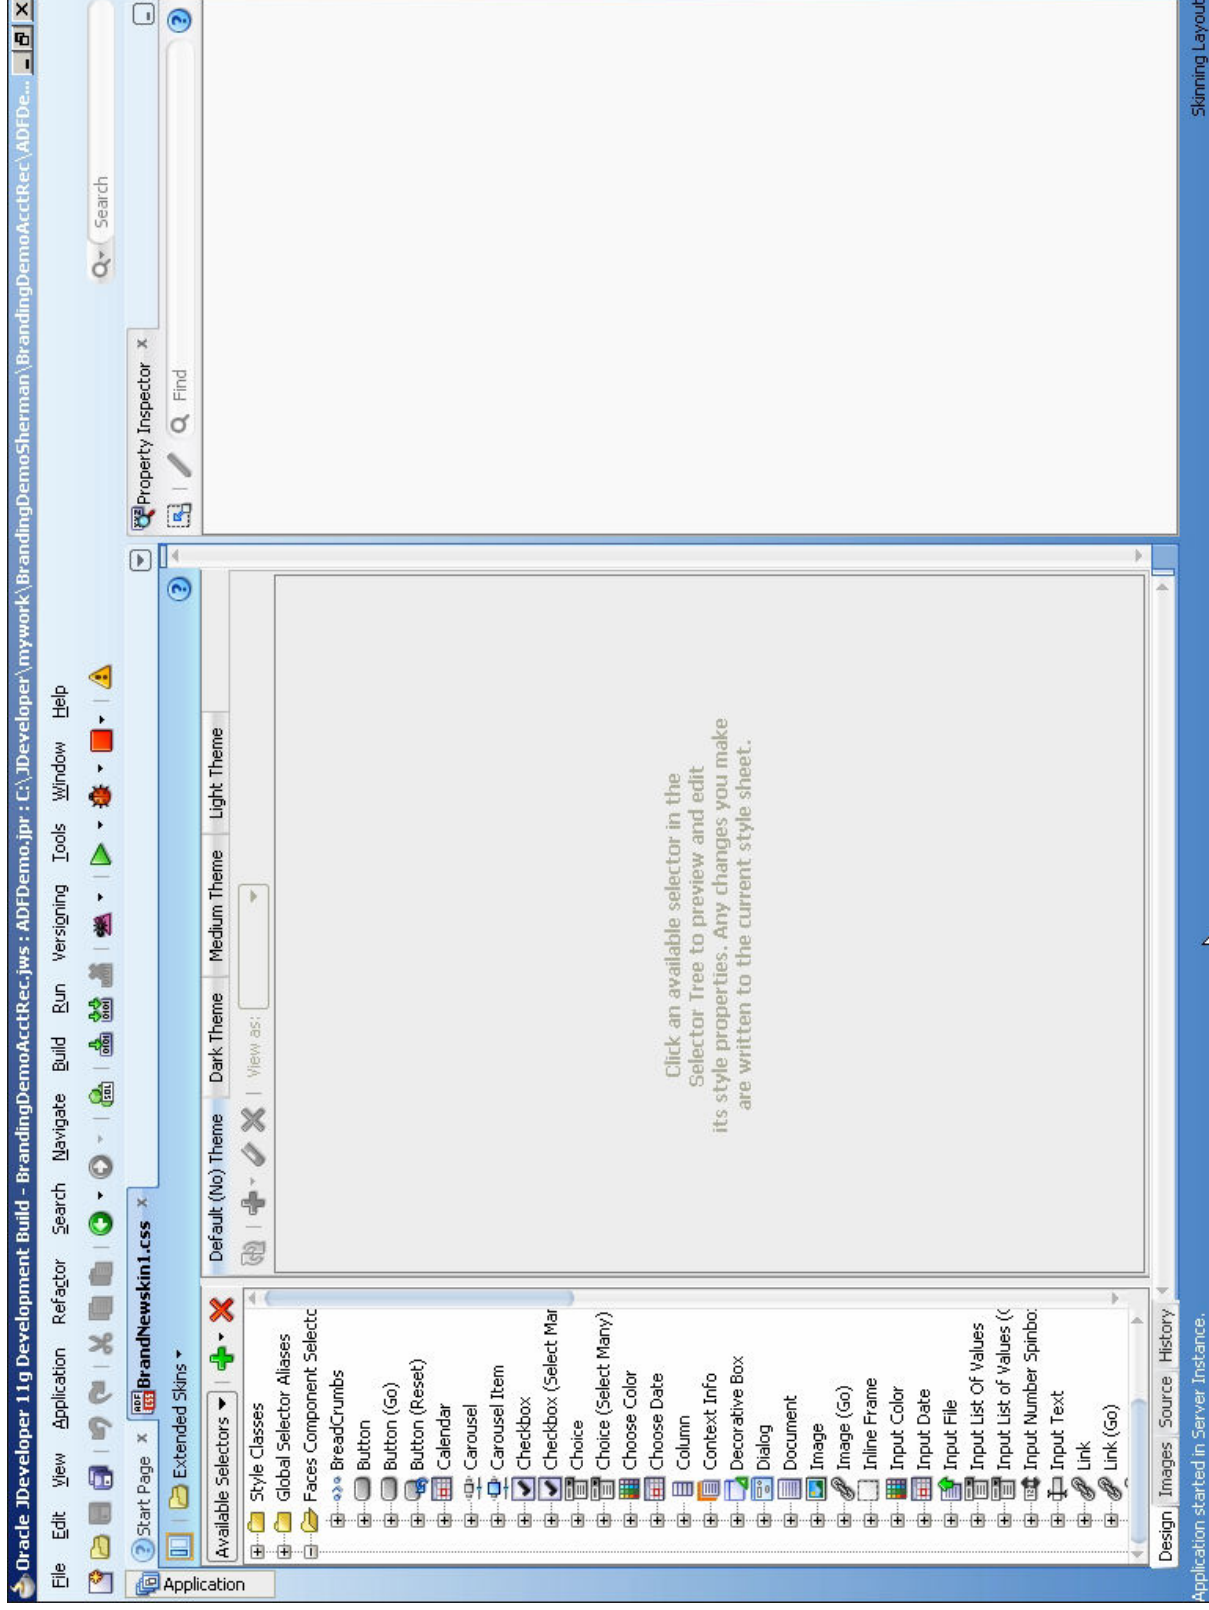 Oracle JDeveloper 11g Development Build - BrandingDemoAcctRec.jws : ADFDemo.jpr : C:\JDeveloper\mywork\BrandingDemoSherman\BrandingDemoAcctRec\ADFDe...
File Edit View Application Refactor Search Navigate Build Run Versioning Tools Window Help
Search
Start Page BrandNewskin1.css
Property Inspector
Extended Skins
Find
Available Selectors
Default (No) Theme Dark Theme Medium Theme Light Theme
View as:
Style Classes
Global Selector Aliases
Faces Component Selectc
BreadCrumbs
Button
Button (Go)
Button (Reset)
Calendar
Carousel
Carousel Item
Checkbox
Checkbox (Select Mar
Choice
Choice (Select Many)
Choose Color
Choose Date
Column
Context Info
Decorative Box
Dialog
Document
Image
Image (Go)
Inline Frame
Input Color
Input Date
Input File
Input List Of Values
Input List of Values (
Input Number Spinbo:
Input Text
Link
Link (Go)
Click an available selector in the
Selector Tree to preview and edit
its style properties. Any changes you make
are written to the current style sheet.
Design Images Source History
Application
Application started in Server Instance.
Skinning Layout